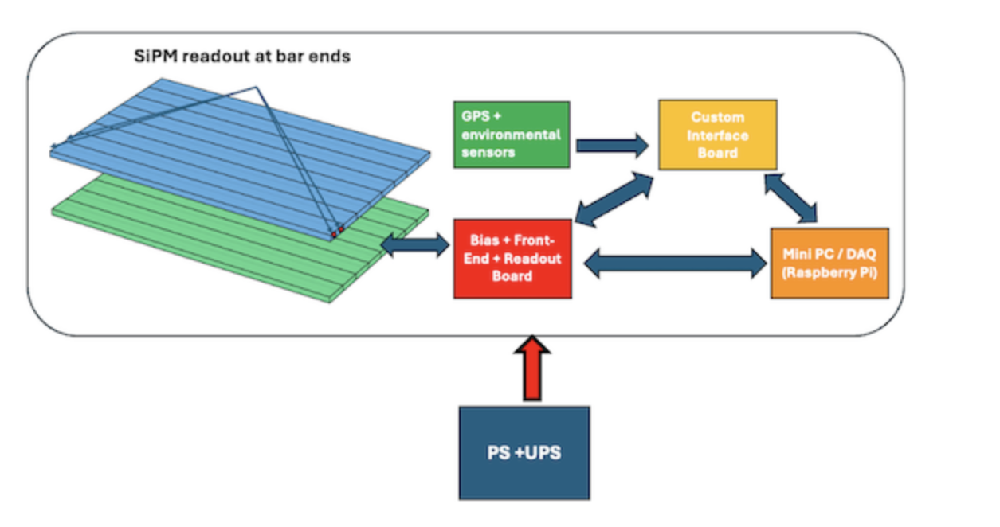 SiPM readout at bar ends
GPS +
environmental
sensors
Custom
Interface
Board
Bias + Front-
End + Readout
Board
Mini PC / DAQ
(Raspberry Pi)
PS +UPS